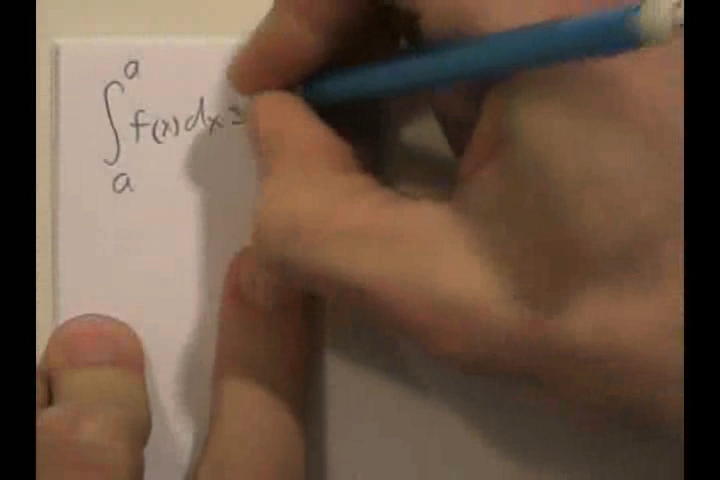 ∫ₐᵃ f(x) dx =